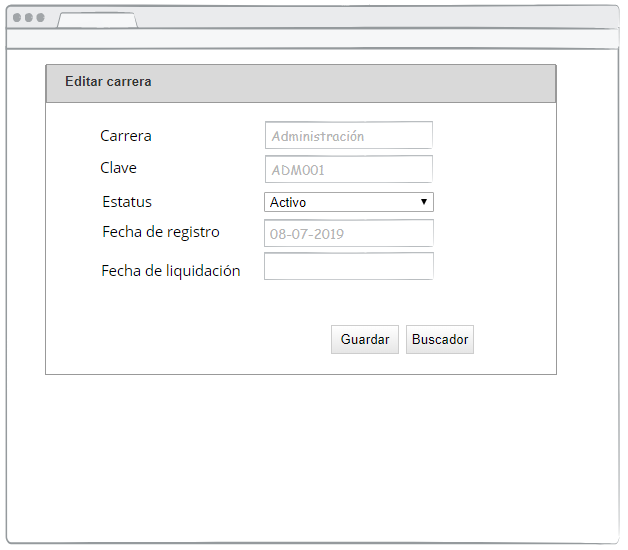 Editar carrera
Carrera Administración
Clave ADM001
Estatus Activo
Fecha de registro 08-07-2019
Fecha de liquidación
Guardar Buscador